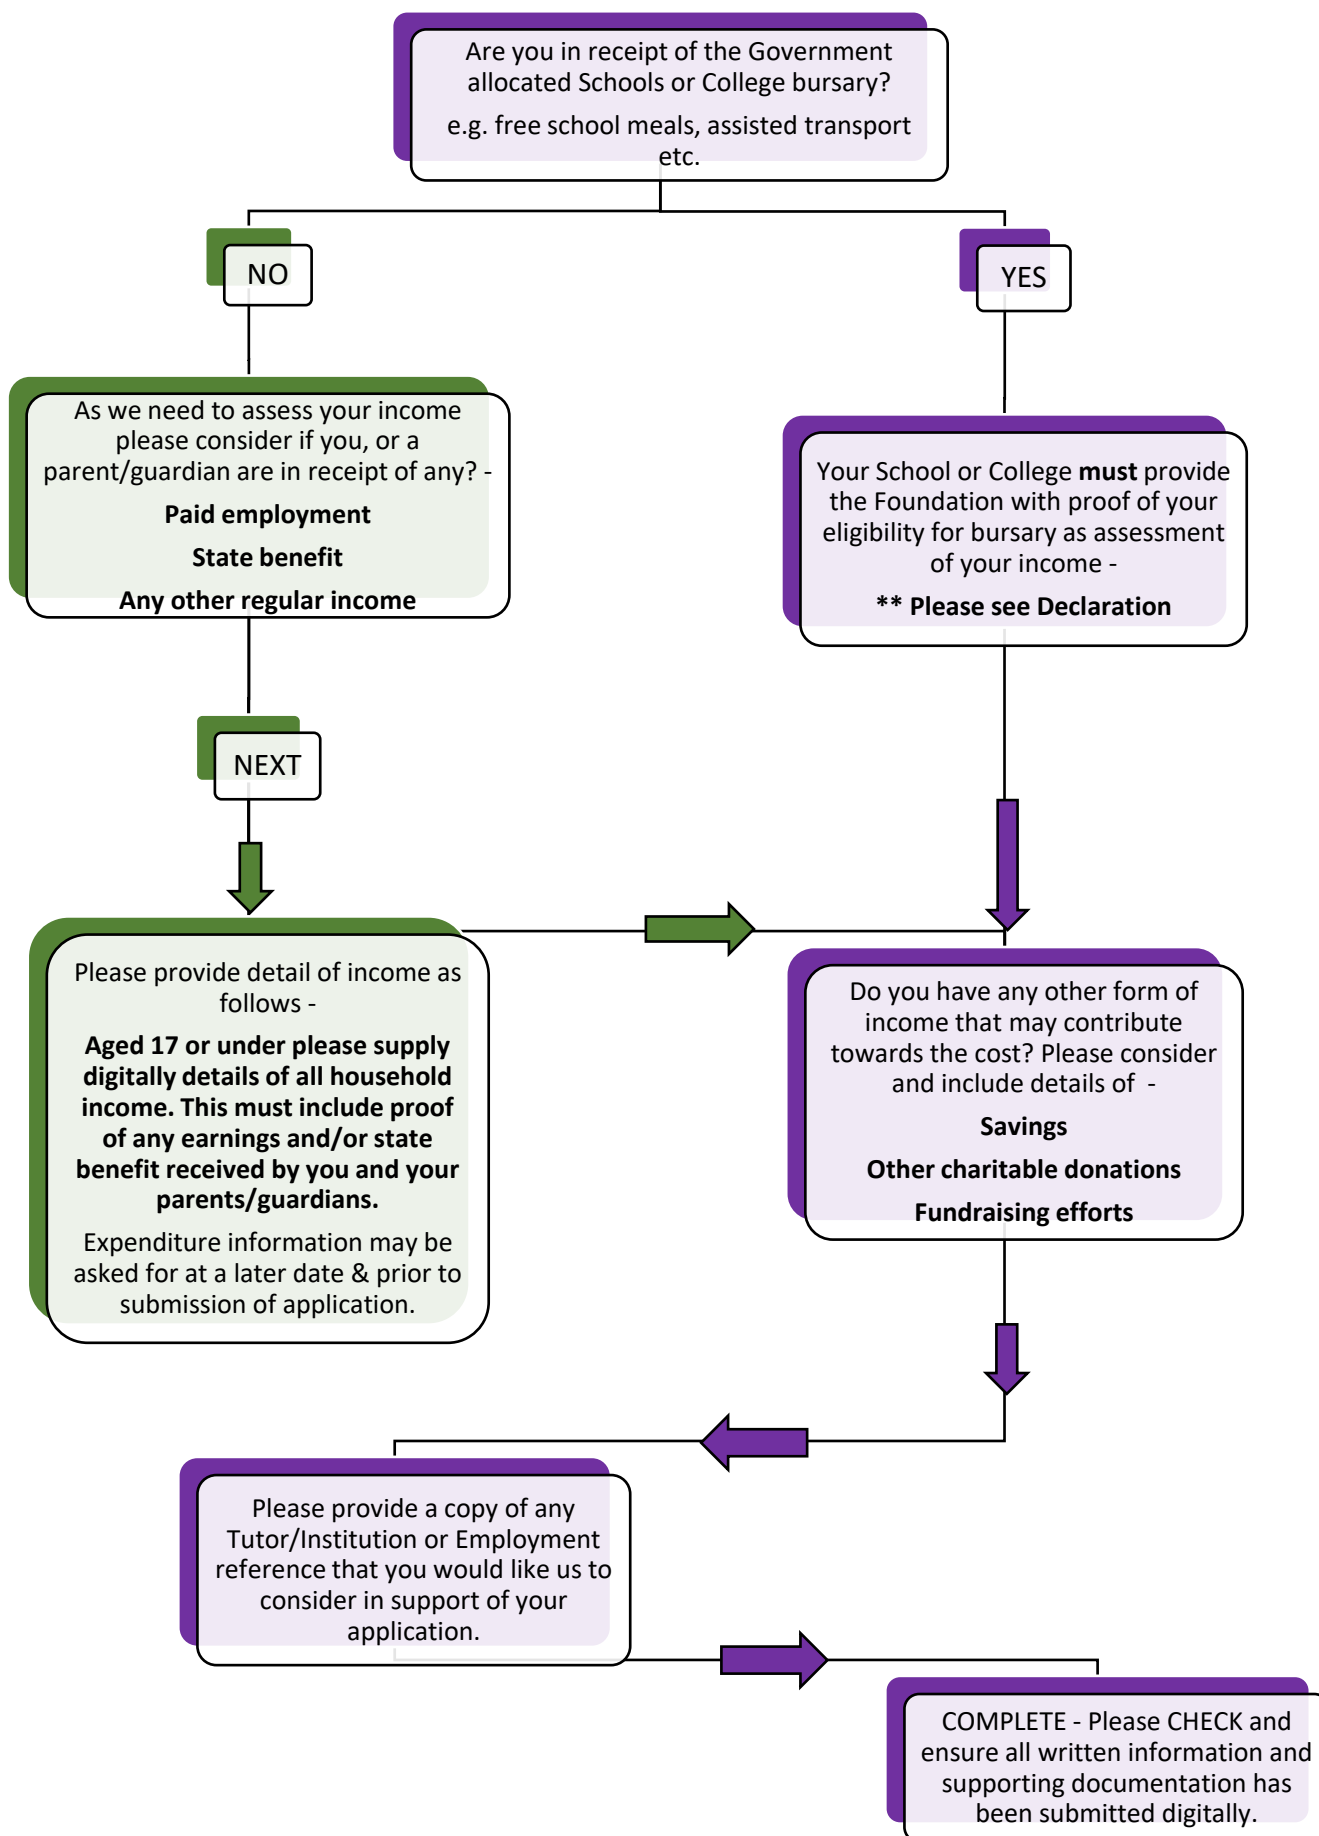 Are you in receipt of the Government
allocated Schools or College bursary?
e.g. free school meals, assisted transport
etc.
NO
YES
As we need to assess your income
please consider if you, or a
parent/guardian are in receipt of any? -
Paid employment
State benefit
Any other regular income
Your School or College must provide
the Foundation with proof of your
eligibility for bursary as assessment
of your income -
** Please see Declaration
NEXT
Please provide detail of income as
follows -
Aged 17 or under please supply
digitally details of all household
income. This must include proof
of any earnings and/or state
benefit received by you and your
parents/guardians.
Expenditure information may be
asked for at a later date & prior to
submission of application.
Do you have any other form of
income that may contribute
towards the cost? Please consider
and include details of  -
Savings
Other charitable donations
Fundraising efforts
Please provide a copy of any
Tutor/Institution or Employment
reference that you would like us to
consider in support of your
application.
COMPLETE - Please CHECK and
ensure all written information and
supporting documentation has
been submitted digitally.